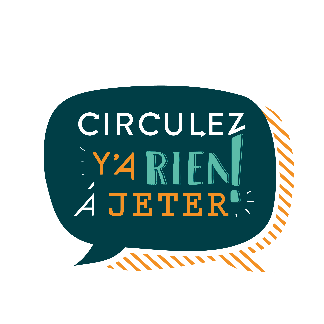 CIRCULEZ
Y'A RIEN!
À JETER